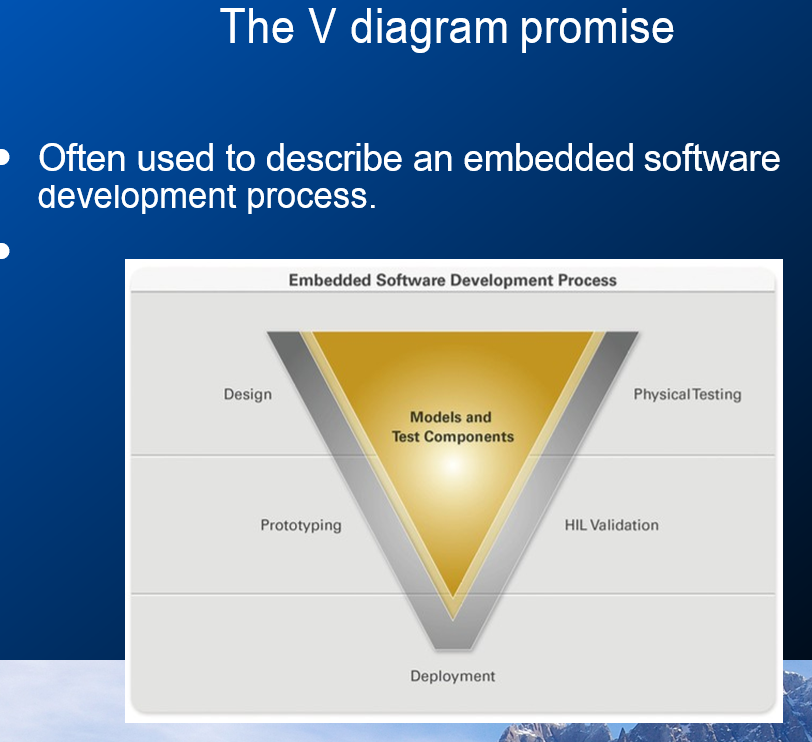 The V diagram promise
• Often used to describe an embedded software
development process.
•
Embedded Software Development Process
Design
Physical Testing
Models and
Test Components
Prototyping
HIL Validation
Deployment